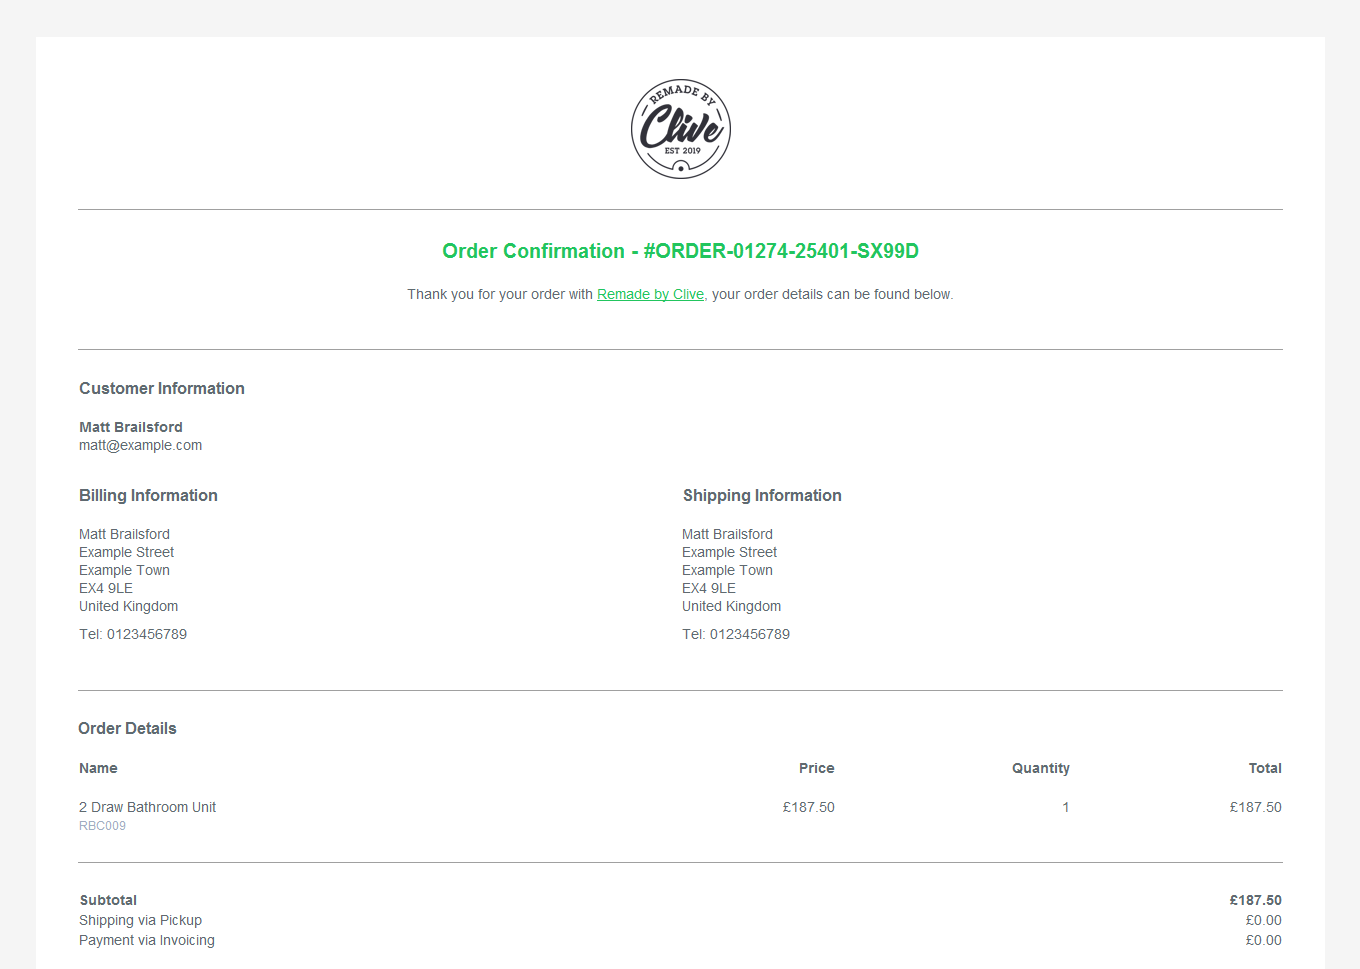 REMADE BY
Clive
EST 2019
Order Confirmation - #ORDER-01274-25401-SX99D
Thank you for your order with Remade by Clive, your order details can be found below.
Customer Information
Matt Brailsford
matt@example.com
Billing Information
Matt Brailsford
Example Street
Example Town
EX4 9LE
United Kingdom
Tel: 0123456789
Shipping Information
Matt Brailsford
Example Street
Example Town
EX4 9LE
United Kingdom
Tel: 0123456789
Order Details
Name Price Quantity Total
2 Draw Bathroom Unit £187.50 1 £187.50
RBC009
Subtotal £187.50
Shipping via Pickup £0.00
Payment via Invoicing £0.00